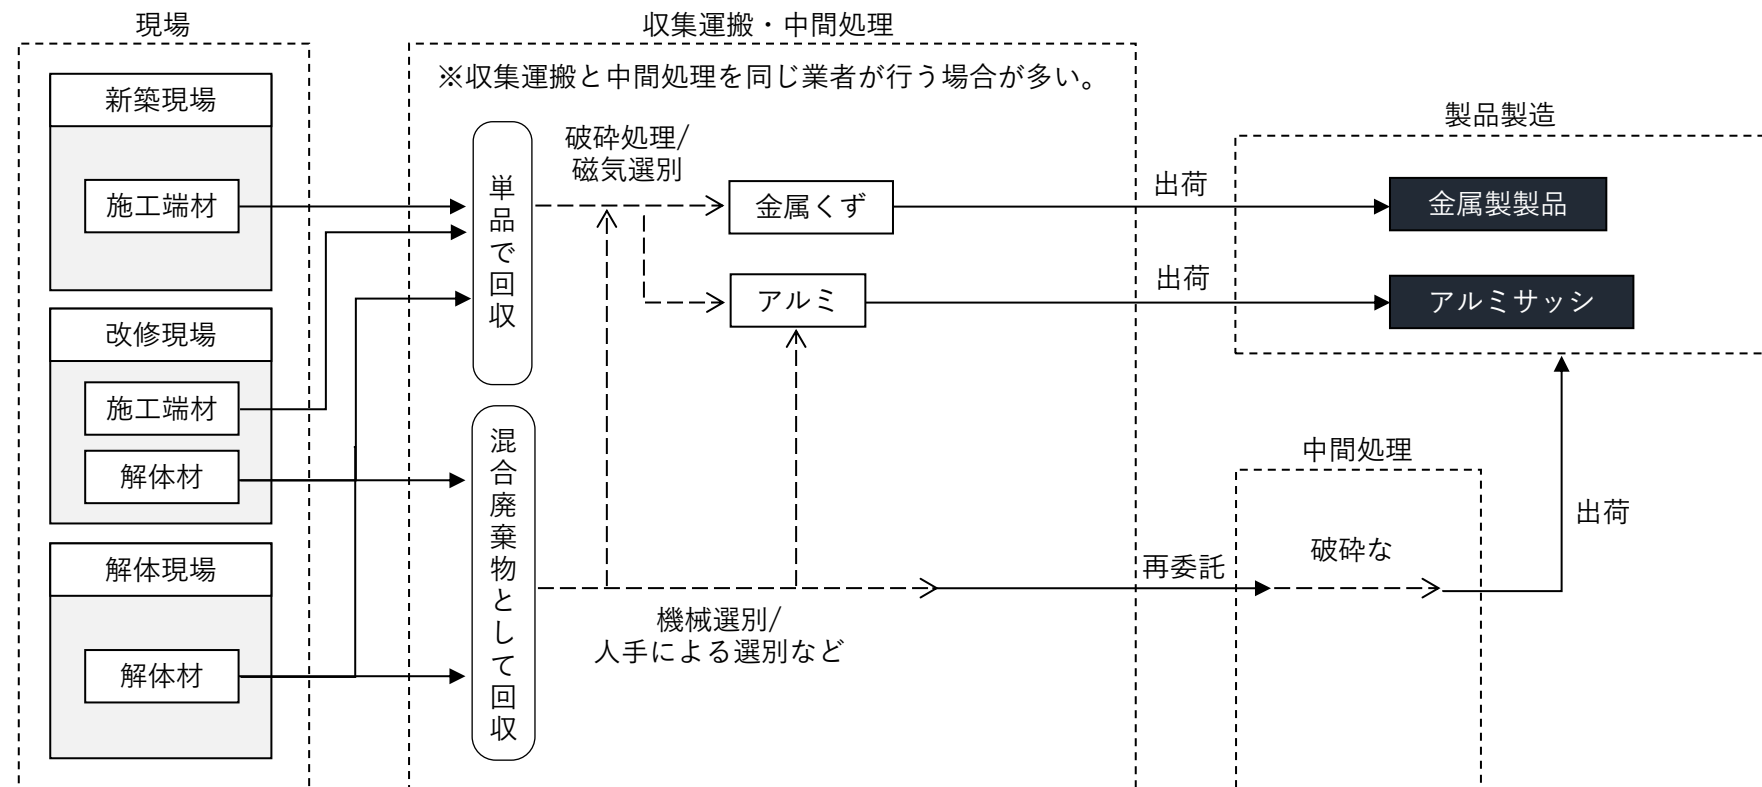 現場
収集運搬・中間処理
※収集運搬と中間処理を同じ業者が行う場合が多い。
新築現場
施工端材
改修現場
施工端材
解体材
解体現場
解体材
単品で回収
混合廃棄物として回収
破砕処理/
磁気選別
金属くず
アルミ
機械選別/
人手による選別など
出荷
出荷
製品製造
金属製製品
アルミサッシ
再委託
中間処理
破砕な
出荷